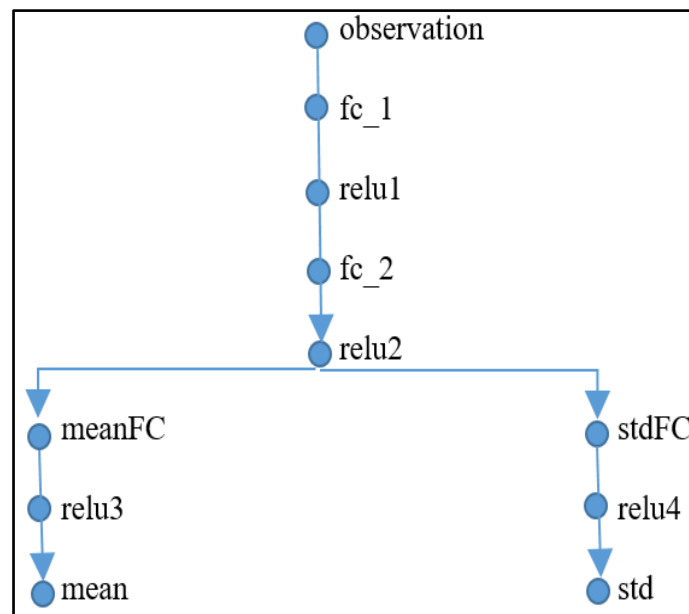 observation
fc_1
relu1
fc_2
relu2
meanFC
stdFC
relu3
relu4
mean
std